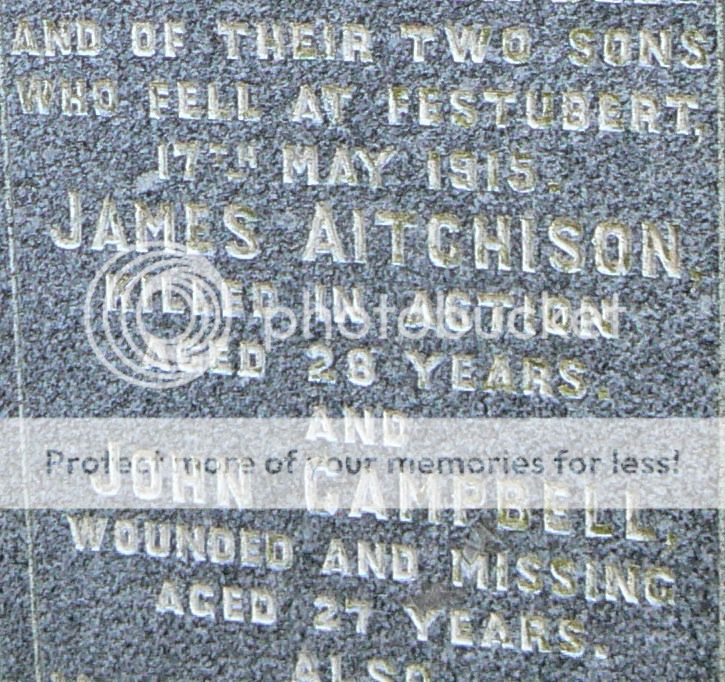 AND OF THEIR TWO SONS
WHO FELL AT FESTUBERT,
17TH MAY 1915.
JAMES AITCHISON,
KILLED IN ACTION
photobucket
AGED 28 YEARS.
AND
Protect more of your memories for less!
JOHN CAMPBELL,
WOUNDED AND MISSING
AGED 27 YEARS.
ALSO